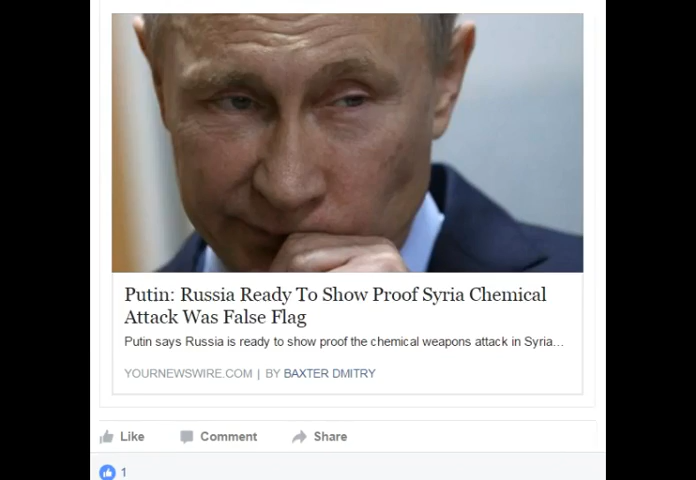 Putin: Russia Ready To Show Proof Syria Chemical
Attack Was False Flag
Putin says Russia is ready to show proof the chemical weapons attack in Syria...
YOURNEWSWIRE.COM | BY BAXTER DMITRY
Like Comment Share
1